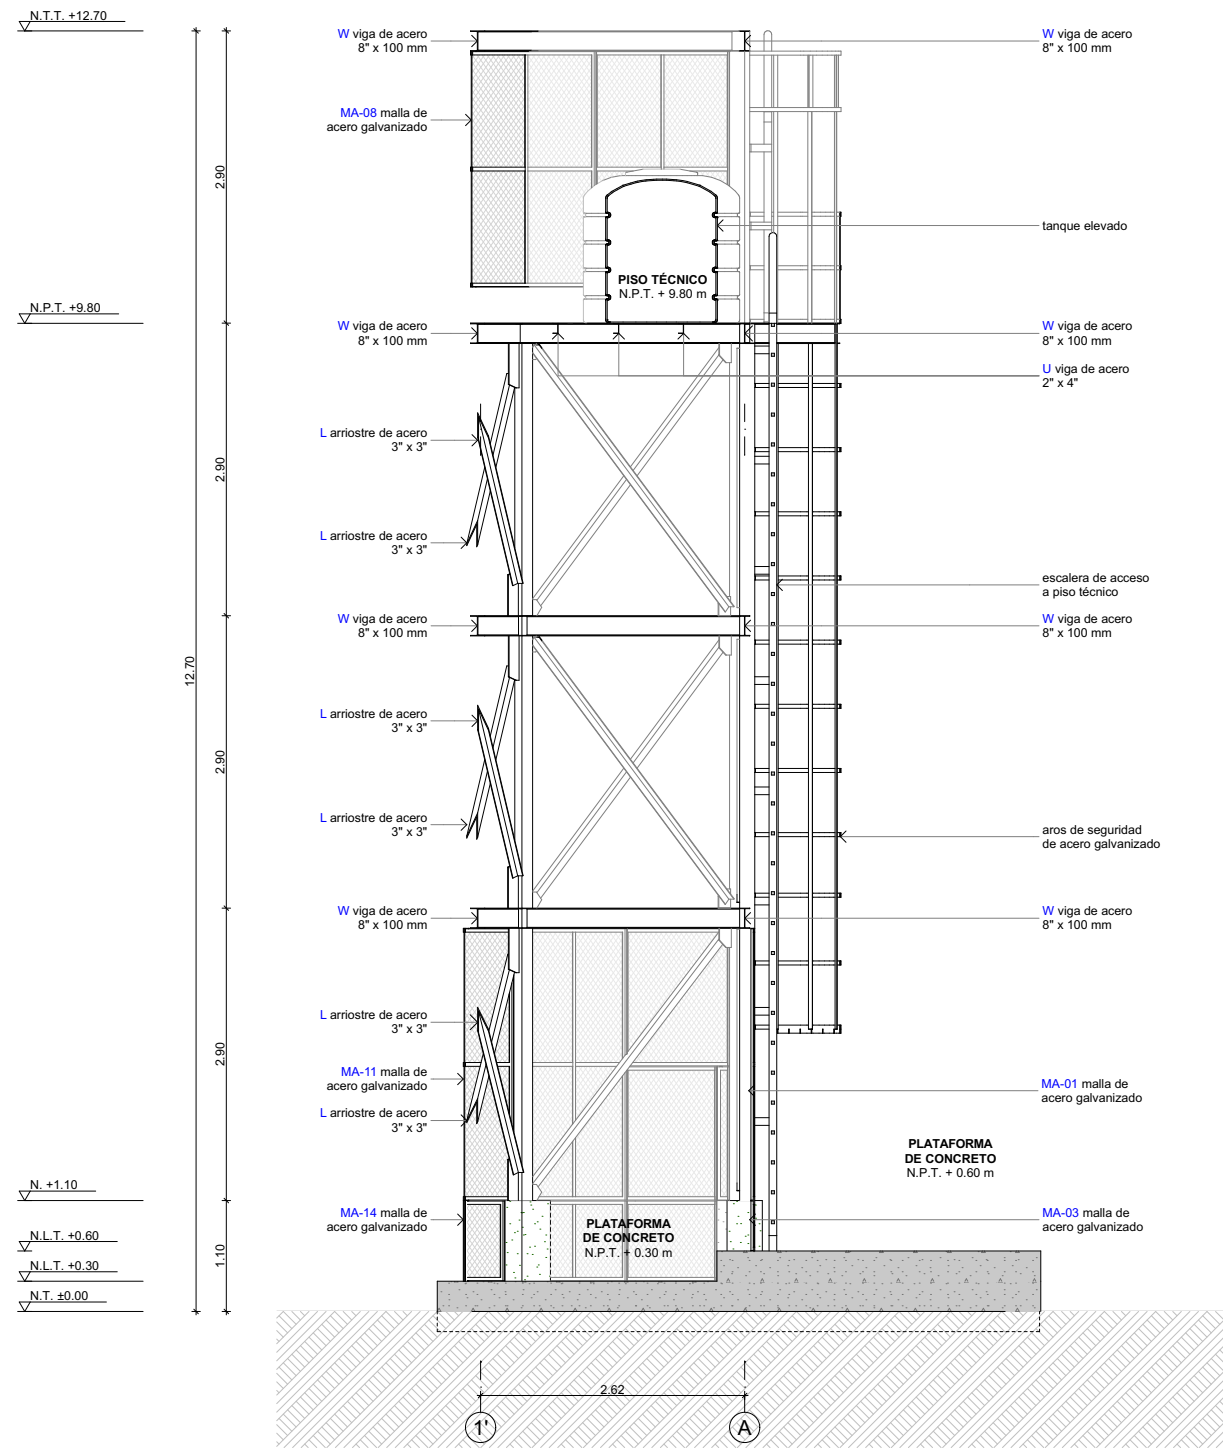 N.T.T. +12.70
W viga de acero
8" x 100 mm
W viga de acero
8" x 100 mm
MA-08 malla de
acero galvanizado
2.90
tanque elevado
PISO TÉCNICO
N.P.T. + 9.80 m
N.P.T. +9.80
W viga de acero
8" x 100 mm
W viga de acero
8" x 100 mm
U viga de acero
2" x 4"
L arriostre de acero
3" x 3"
2.90
L arriostre de acero
3" x 3"
escalera de acceso
a piso técnico
W viga de acero
8" x 100 mm
W viga de acero
8" x 100 mm
12.70
L arriostre de acero
3" x 3"
2.90
L arriostre de acero
3" x 3"
aros de seguridad
de acero galvanizado
W viga de acero
8" x 100 mm
W viga de acero
8" x 100 mm
L arriostre de acero
3" x 3"
2.90
MA-11 malla de
acero galvanizado
MA-01 malla de
acero galvanizado
L arriostre de acero
3" x 3"
PLATAFORMA
DE CONCRETO
N.P.T. + 0.60 m
N. +1.10
MA-14 malla de
acero galvanizado
PLATAFORMA
DE CONCRETO
N.P.T. + 0.30 m
MA-03 malla de
acero galvanizado
N.L.T. +0.60
1.10
N.L.T. +0.30
N.T. ±0.00
2.62
1'
A